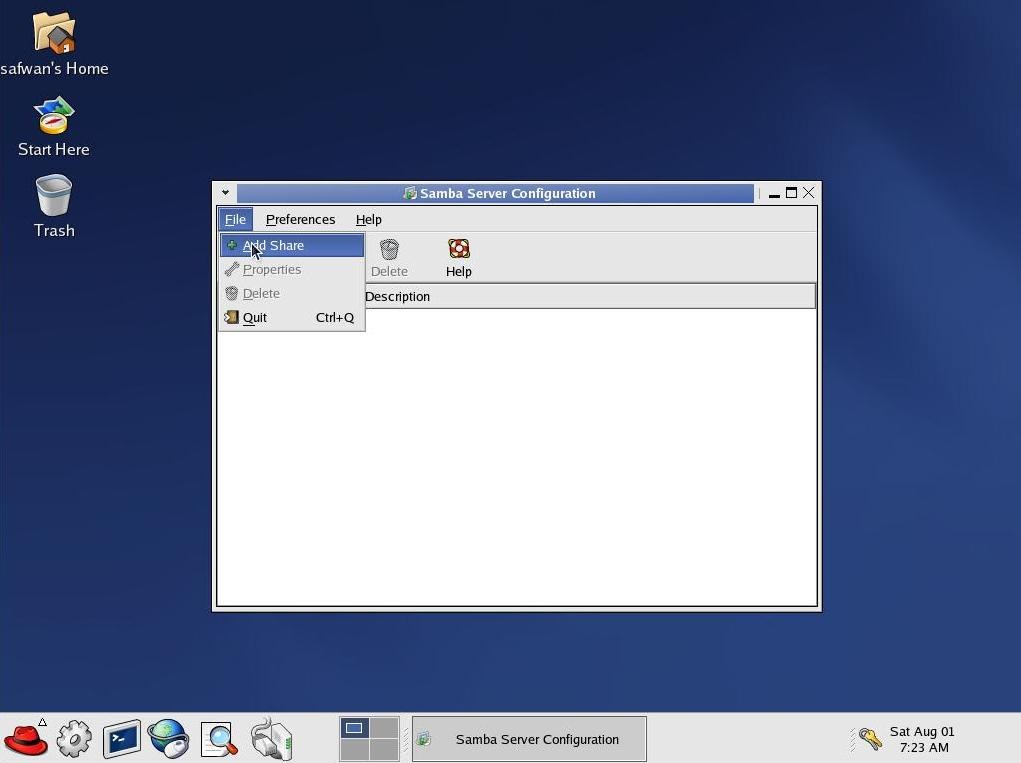 safwan's Home
Start Here
Trash
Samba Server Configuration
File Preferences Help
Add Share
Properties
Delete
Quit Ctrl+Q
Delete Help
Description
Samba Server Configuration
Sat Aug 01
7:23 AM